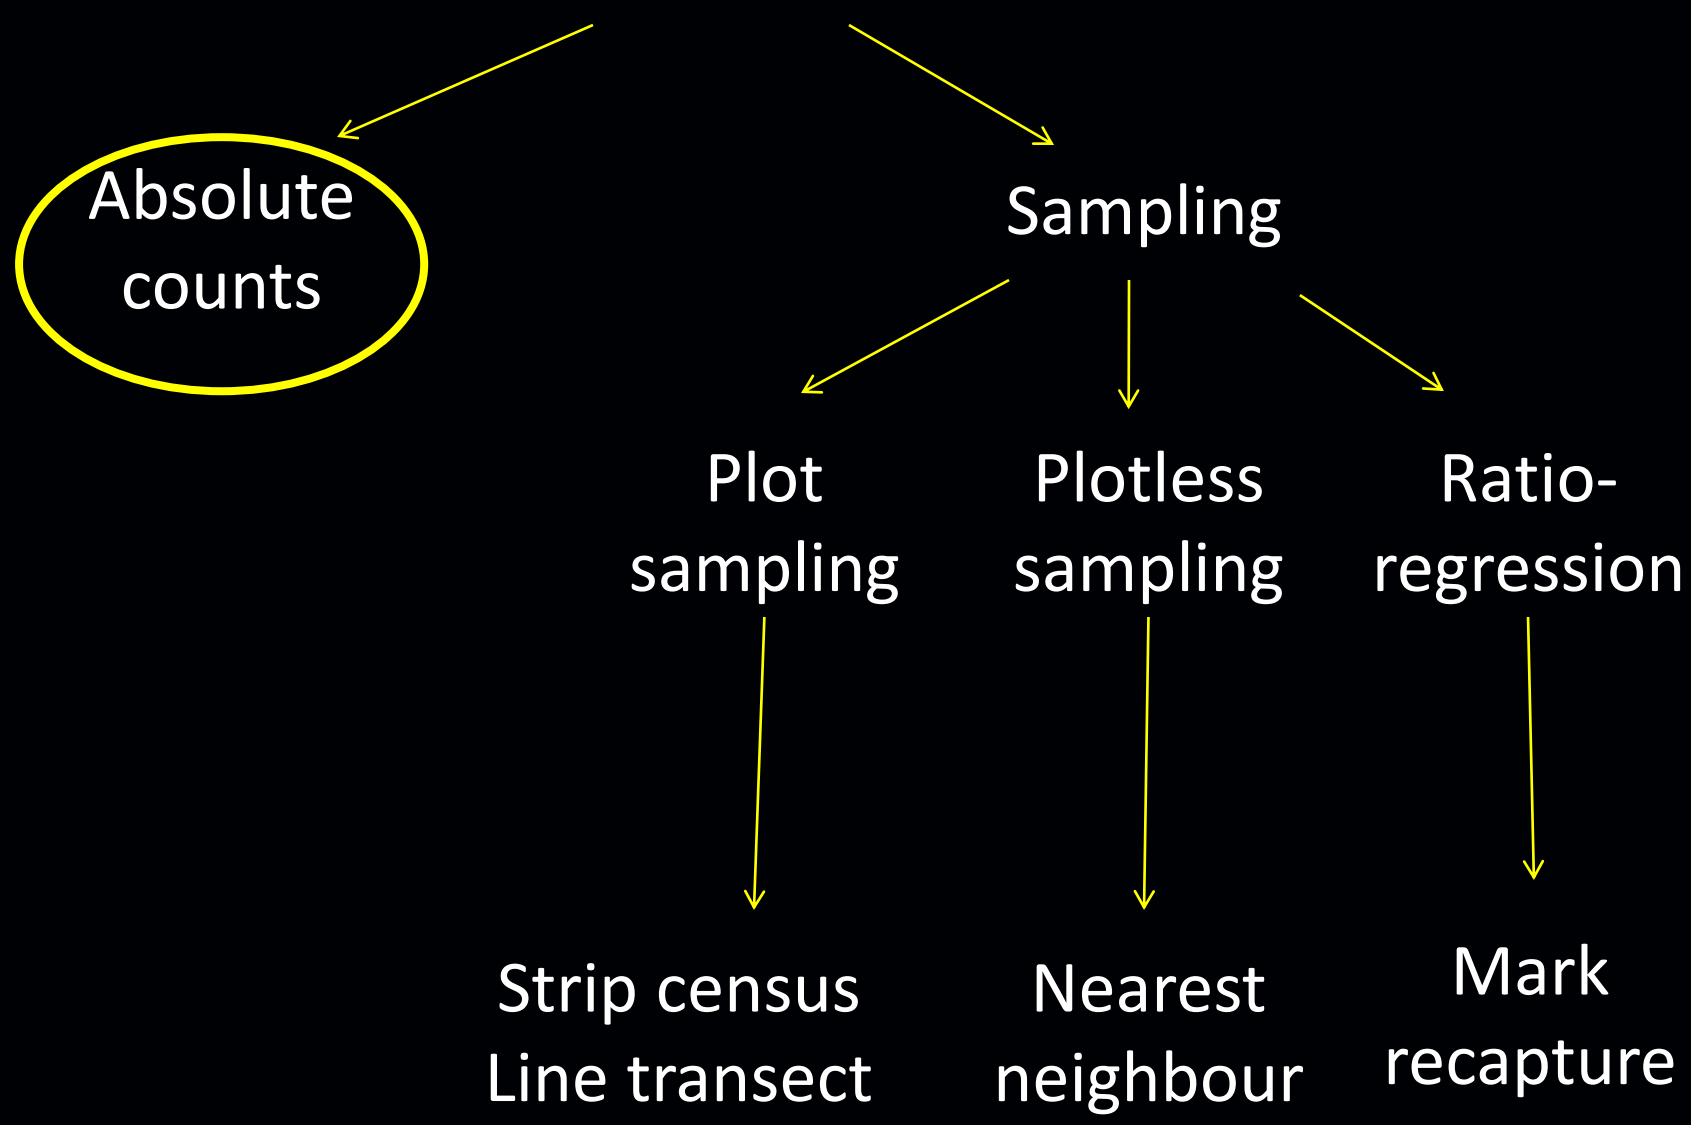 Absolute
counts
Sampling
Plot
sampling
Plotless
sampling
Ratio-
regression
Strip census
Line transect
Nearest
neighbour
Mark
recapture